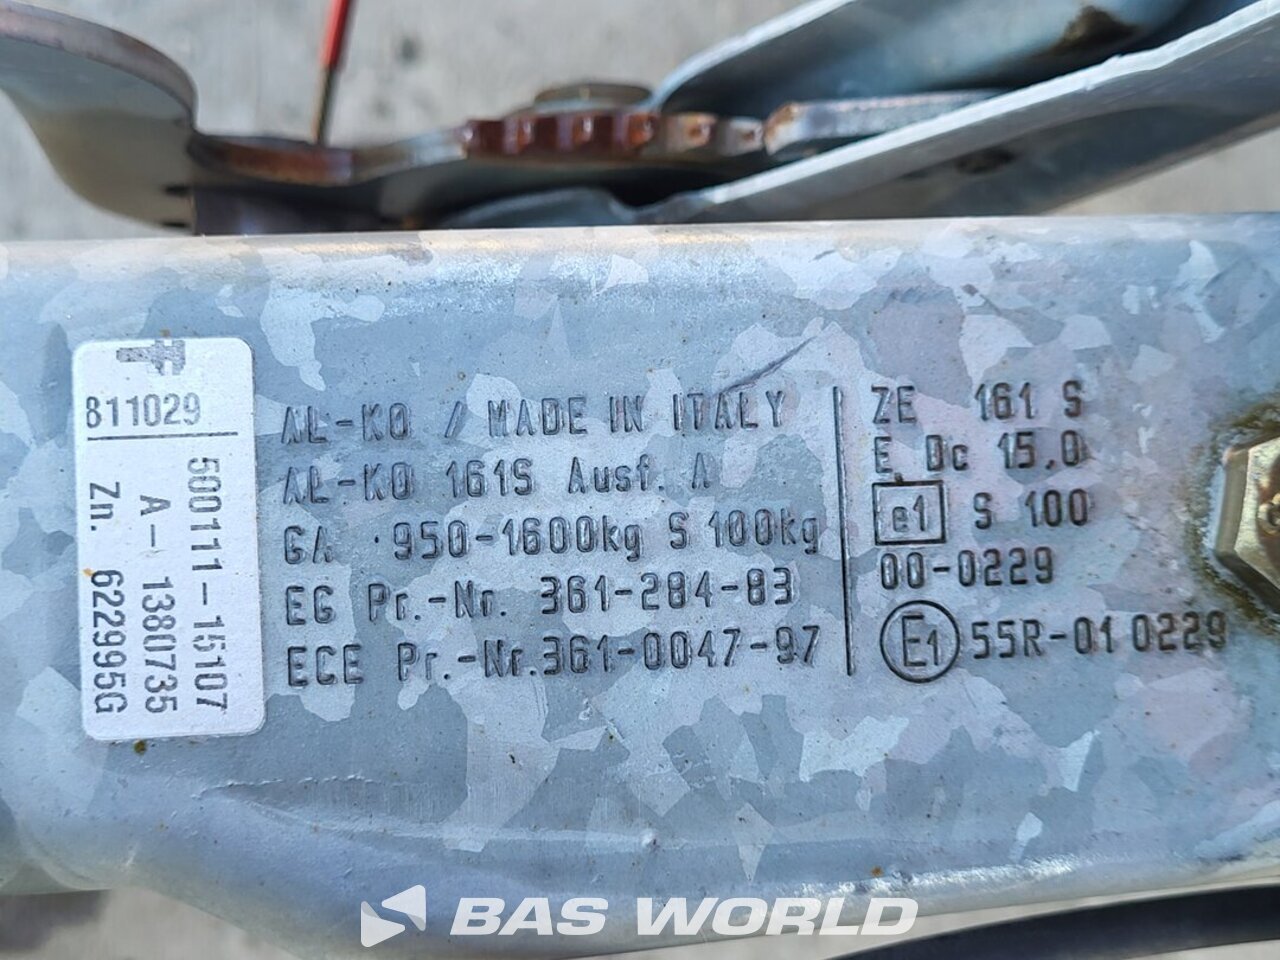 811029
500111-15107
A-1380735
Zn. 6229995G
AL-KO / MADE IN ITALY
AL-KO 161S Ausf. A
GA 950-1600kg S 100kg
EG Pr.-Nr. 361-284-83
ECE Pr.-Nr.361-0047-97
ZE 161 S
E Dc 15,0
e1 S 100
00-0229
E1 55R-01 0229
BAS WORLD